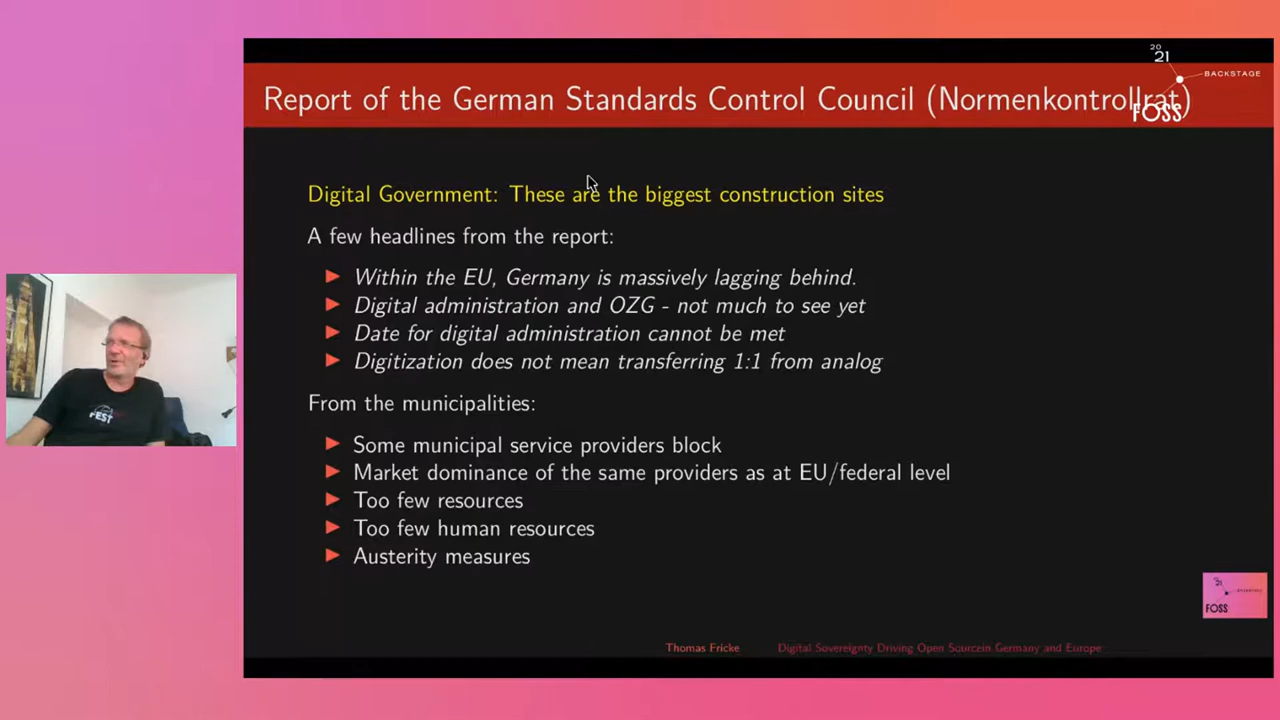 20
21
BACKSTAGE
FOSS
Report of the German Standards Control Council (Normenkontrollrat)
Digital Government: These are the biggest construction sites
A few headlines from the report:
Within the EU, Germany is massively lagging behind.
Digital administration and OZG - not much to see yet
Date for digital administration cannot be met
Digitization does not mean transferring 1:1 from analog
From the municipalities:
Some municipal service providers block
Market dominance of the same providers as at EU/federal level
Too few resources
Too few human resources
Austerity measures
FEST
21
BACKSTAGE
FOSS
Thomas Fricke
Digital Sovereignty Driving Open Sourcein Germany and Europe